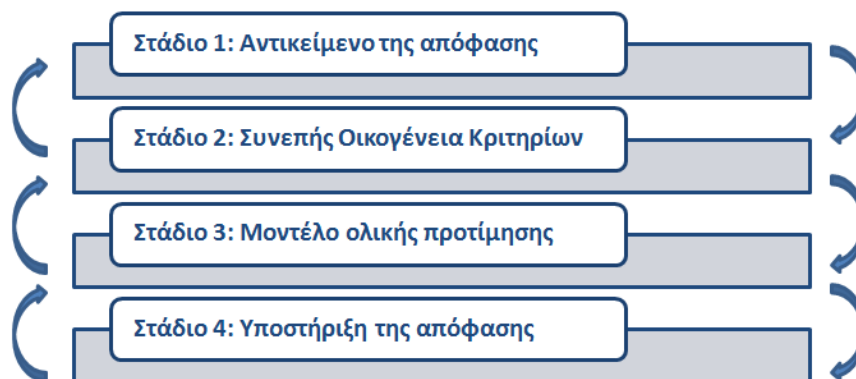 Στάδιο 1: Αντικείμενο της απόφασης
Στάδιο 2: Συνεπής Οικογένεια Κριτηρίων
Στάδιο 3: Μοντέλο ολικής προτίμησης
Στάδιο 4: Υποστήριξη της απόφασης